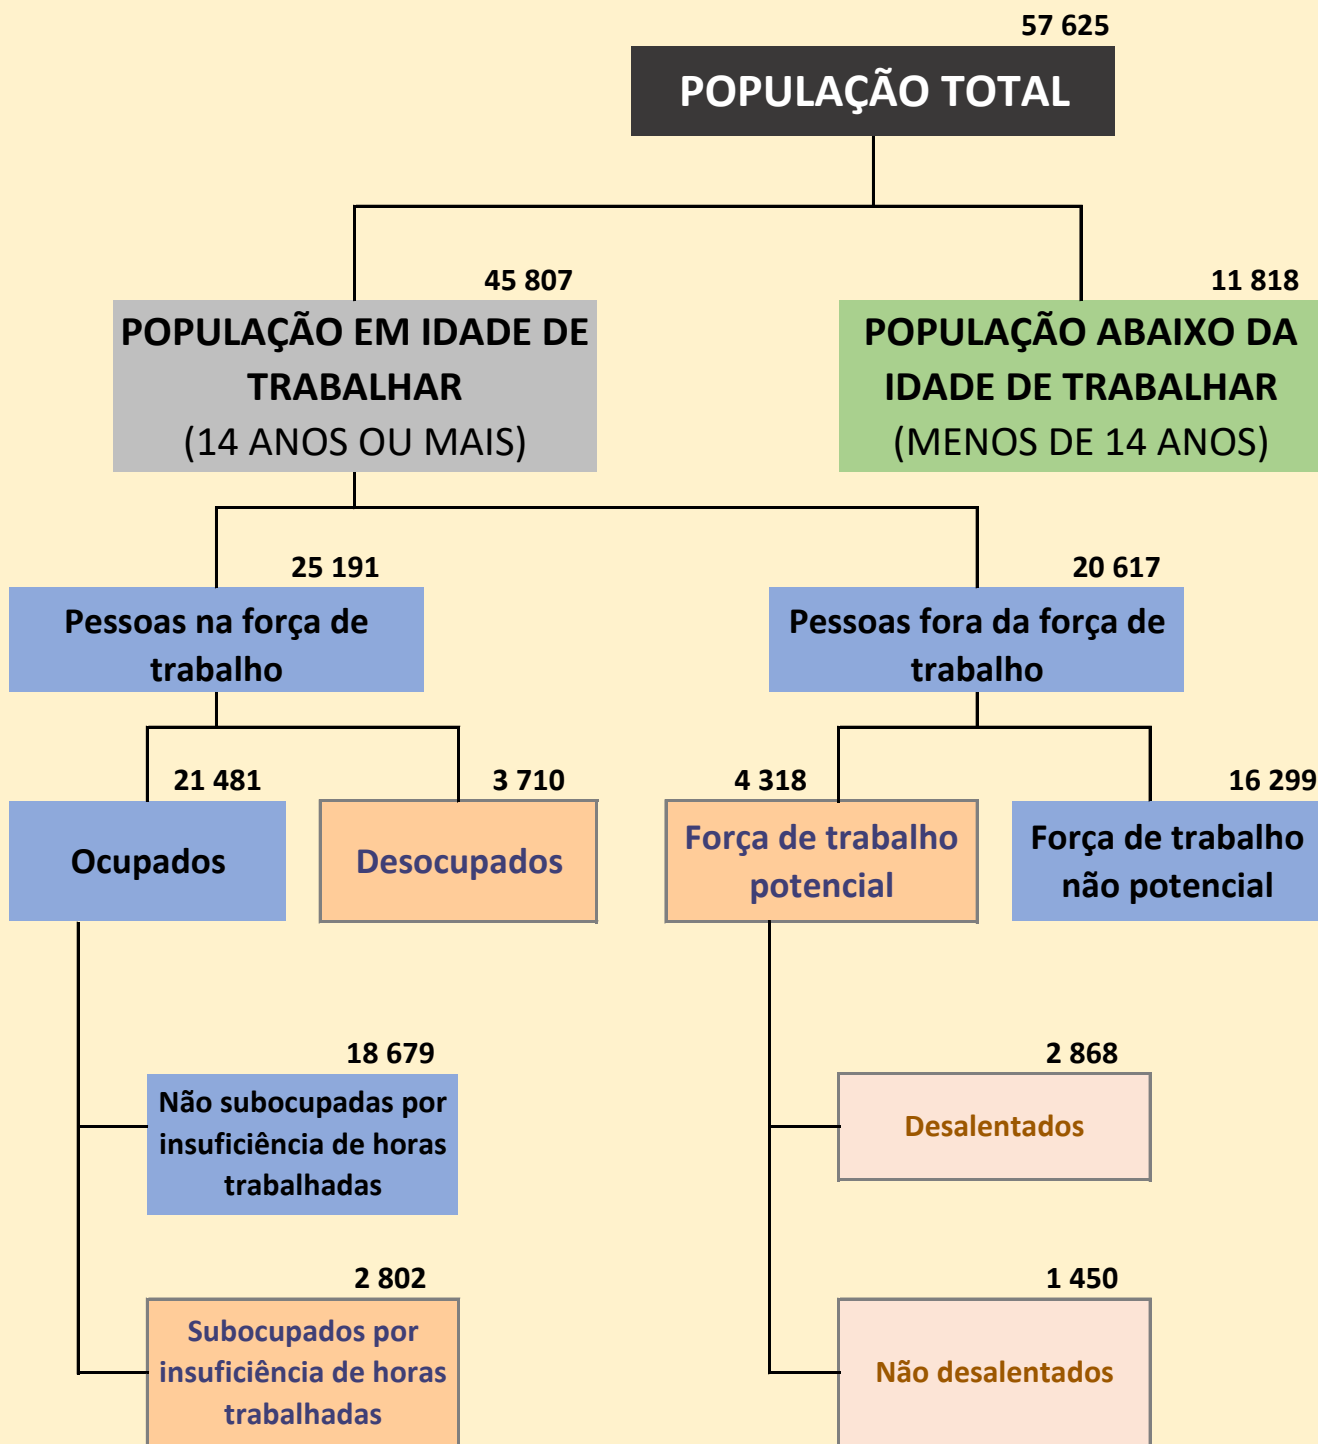 57 625
POPULAÇÃO TOTAL
45 807
POPULAÇÃO EM IDADE DE
TRABALHAR
(14 ANOS OU MAIS)
11 818
POPULAÇÃO ABAIXO DA
IDADE DE TRABALHAR
(MENOS DE 14 ANOS)
25 191
Pessoas na força de
trabalho
20 617
Pessoas fora da força de
trabalho
21 481
Ocupados
3 710
Desocupados
4 318
Força de trabalho
potencial
16 299
Força de trabalho
não potencial
18 679
Não subocupadas por
insuficiência de horas
trabalhadas
2 868
Desalentados
2 802
Subocupados por
insuficiência de horas
trabalhadas
1 450
Não desalentados